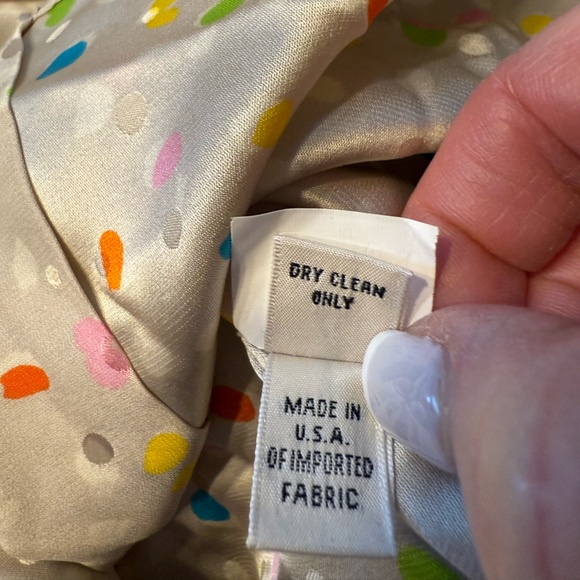 DRY CLEAN
ONLY
MADE IN
U.S.A.
OF IMPORTED
FABRIC